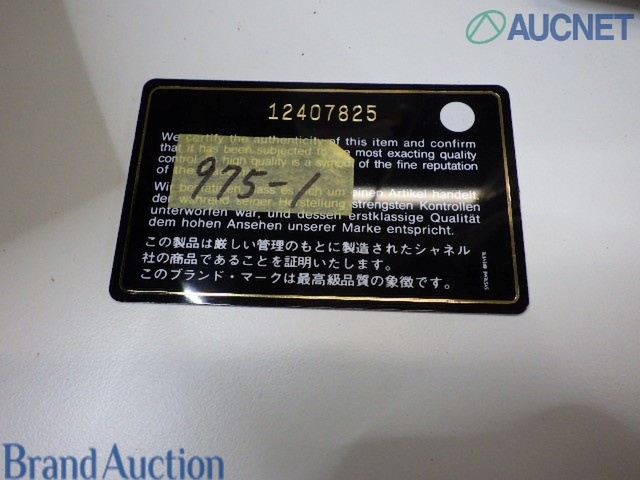 AUCNET
12407825
We certify the authenticity of this item and confirm
that it has been subjected to the most exacting quality
control. high quality is a of the fine reputation
of the
975-1
Wir dass es sich um einen Artikel handelt
der während seiner Herstellung strengsten Kontrollen
unterworfen war, und dessen erstklassige Qualität
dem hohen Ansehen unserer Marke entspricht.
この製品は厳しい管理のもとに製造されたシャネル
社の商品であることを証明いたします。
このブランド・マークは最高級品質の象徴です。
Brand Auction